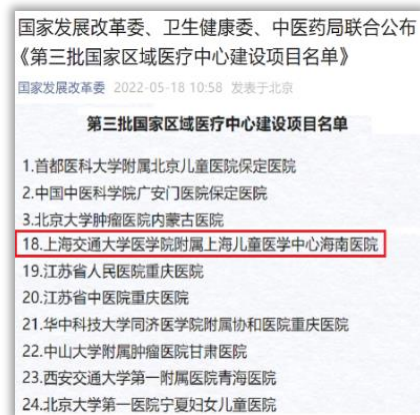 国家发展改革委、卫生健康委、中医药局联合公布
《第三批国家区域医疗中心建设项目名单》
国家发展改革委 2022-05-18 10:58 发表于北京
第三批国家区域医疗中心建设项目名单
1.首都医科大学附属北京儿童医院保定医院
2.中国中医科学院广安门医院保定医院
3.北京大学肿瘤医院内蒙古医院
18.上海交通大学医学院附属上海儿童医学中心海南医院
19.江苏省人民医院重庆医院
20.江苏省中医院重庆医院
21.华中科技大学同济医学院附属协和医院重庆医院
22.中山大学附属肿瘤医院甘肃医院
23.西安交通大学第一附属医院青海医院
24.北京大学第一医院宁夏妇女儿童医院